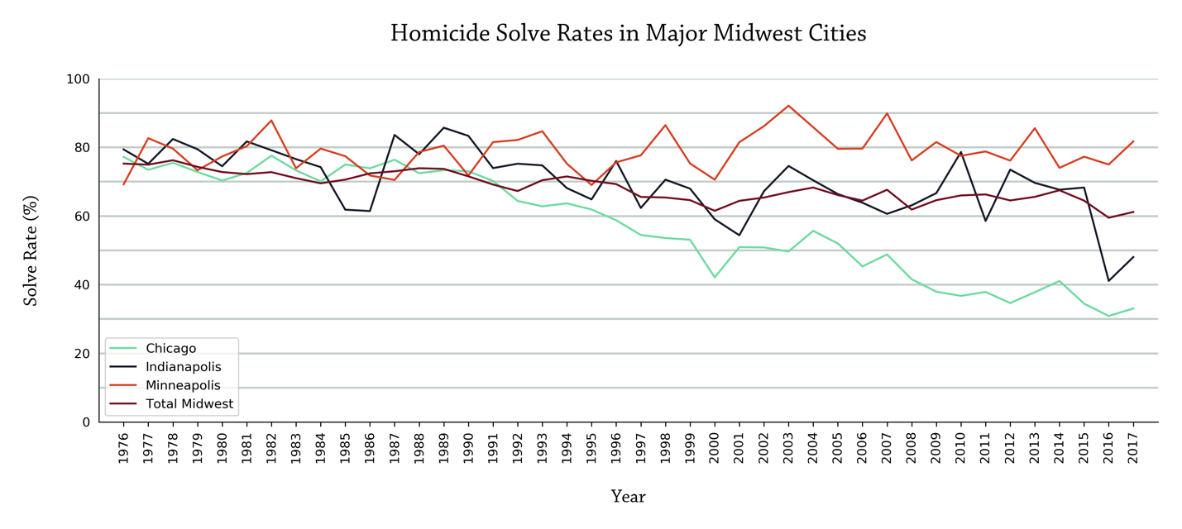 Homicide Solve Rates in Major Midwest Cities
100
80
60
40
20
0
Solve Rate (%)
Chicago
Indianapolis
Minneapolis
Total Midwest
1976 1977 1978 1979 1980 1981 1982 1983 1984 1985 1986 1987 1988 1989 1990 1991 1992 1993 1994 1995 1996 1997 1998 1999 2000 2001 2002 2003 2004 2005 2006 2007 2008 2009 2010 2011 2012 2013 2014 2015 2016 2017
Year